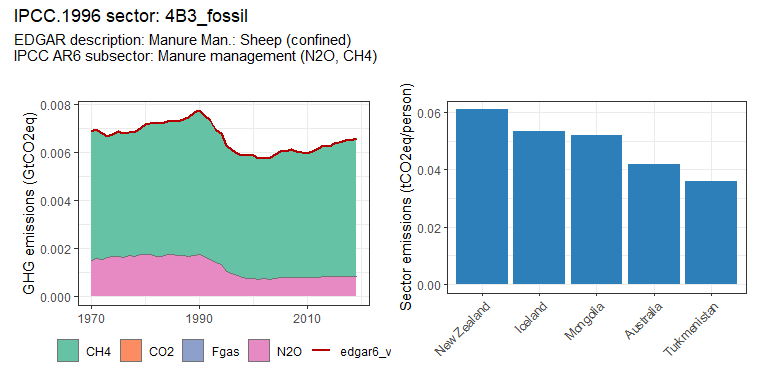 IPCC.1996 sector: 4B3_fossil
EDGAR description: Manure Man.: Sheep (confined)
IPCC AR6 subsector: Manure management (N2O, CH4)
GHG emissions (GtCO2eq)
0.008
0.006
0.004
0.002
0.000
1970
1990
2010
CH4
CO2
Fgas
N2O
edgar6_v
Sector emissions (tCO2eq/person)
0.06
0.04
0.02
0.00
New Zealand
Iceland
Mongolia
Australia
Turkmenistan